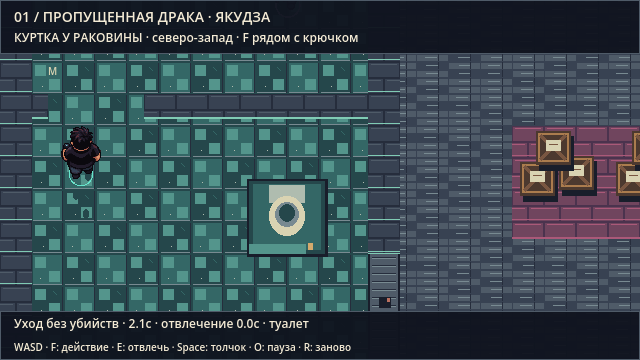 01 / ПРОПУЩЕННАЯ ДРАКА · ЯКУДЗА
КУРТКА У РАКОВИНЫ · северо-запад · F рядом с крючком
М
Уход без убийств · 2.1с · отвлечение 0.0с · туалет
WASD · F: действие · E: отвлечь · Space: толчок · O: пауза · R: заново